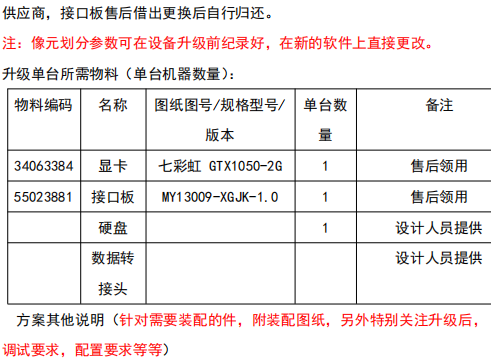 供应商，接口板售后借出更换后自行归还。
注：像元划分参数可在设备升级前纪录好，在新的软件上直接更改。
升级单台所需物料（单台机器数量）：
物料编码 名称 图纸图号/规格型号/版本 单台数量 备注
34063384 显卡 七彩虹 GTX1050-2G 1 售后领用
55023881 接口板 MY13009-XGJK-1.0 1 售后领用
硬盘 1 设计人员提供
数据转接头 设计人员提供
方案其他说明（针对需要装配的件，附装配图纸，另外特别关注升级后，
调试要求，配置要求等等）